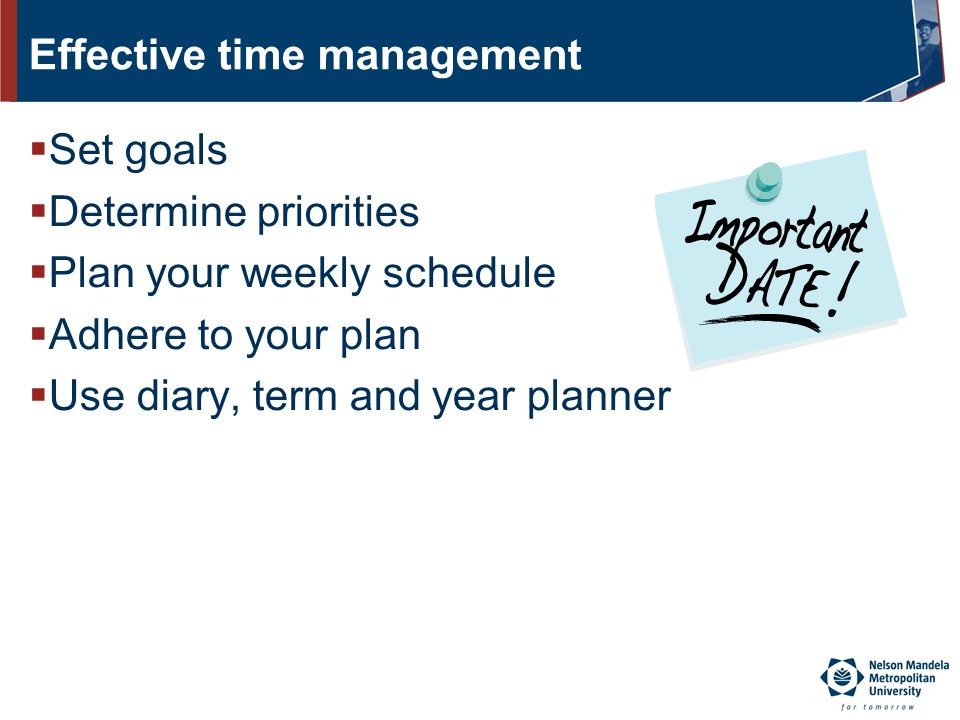 Effective time management
▪Set goals
▪Determine priorities
▪Plan your weekly schedule
▪Adhere to your plan
▪Use diary, term and year planner
Important
DATE!
Nelson Mandela
Metropolitan
University
for tomorrow